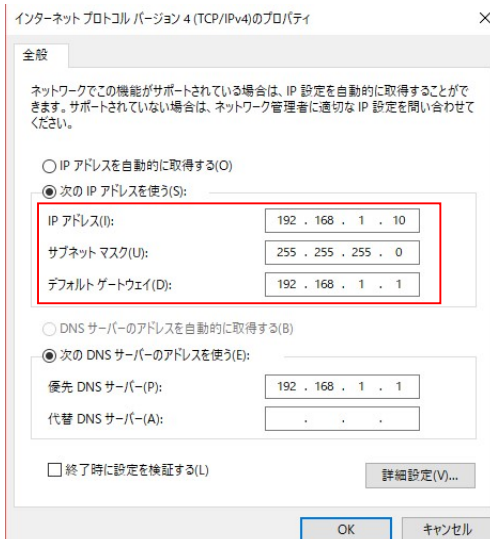 インターネット プロトコル バージョン 4 (TCP/IPv4)のプロパティ
全般
ネットワークでこの機能がサポートされている場合は、IP 設定を自動的に取得することがで
きます。サポートされていない場合は、ネットワーク管理者に適切な IP 設定を問い合わせて
ください。
IP アドレスを自動的に取得する(O)
次の IP アドレスを使う(S):
IP アドレス(I): 192 . 168 . 1 . 10
サブネット マスク(U): 255 . 255 . 255 . 0
デフォルト ゲートウェイ(D): 192 . 168 . 1 . 1
DNS サーバーのアドレスを自動的に取得する(B)
次の DNS サーバーのアドレスを使う(E):
優先 DNS サーバー(P): 192 . 168 . 1 . 1
代替 DNS サーバー(A): . . .
終了時に設定を検証する(L)
詳細設定(V)...
OK キャンセル